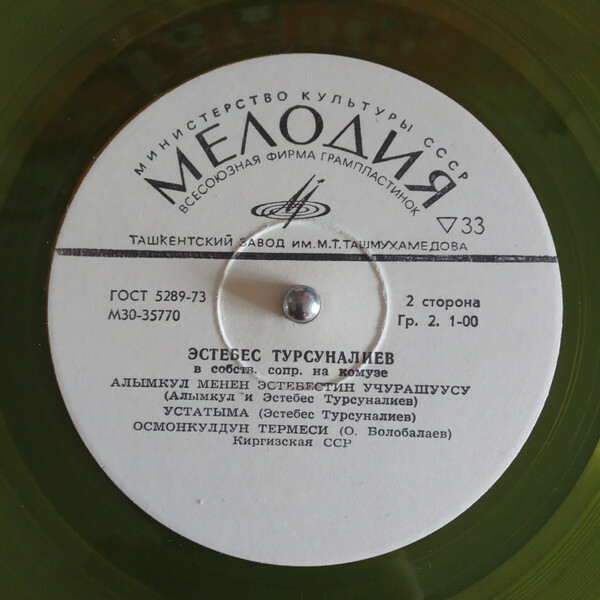 МИНИСТЕРСТВО КУЛЬТУРЫ СССР
МЕЛОДИЯ
ВСЕСОЮЗНАЯ ФИРМА ГРАМПЛАСТИНОК
▽33
ТАШКЕНТСКИЙ ЗАВОД ИМ.М.Т.ТАШМУХАМЕДОВА
ГОСТ 5289-73
М30-35770
2 сторона
Гр. 2. 1-00
ЭСТЕБЕС ТУРСУНАЛИЕВ
в собств. сопр. на комузе
АЛЫМКУЛ МЕНЕН ЭСТЕБЕСТИН УЧУРАШУУСУ
(Алымкул и Эстебес Турсуналиев)
УСТАТЫМА (Эстебес Турсуналиев)
ОСМОНКУЛДУН ТЕРМЕСИ (О. Болобалаев)
Киргизская ССР